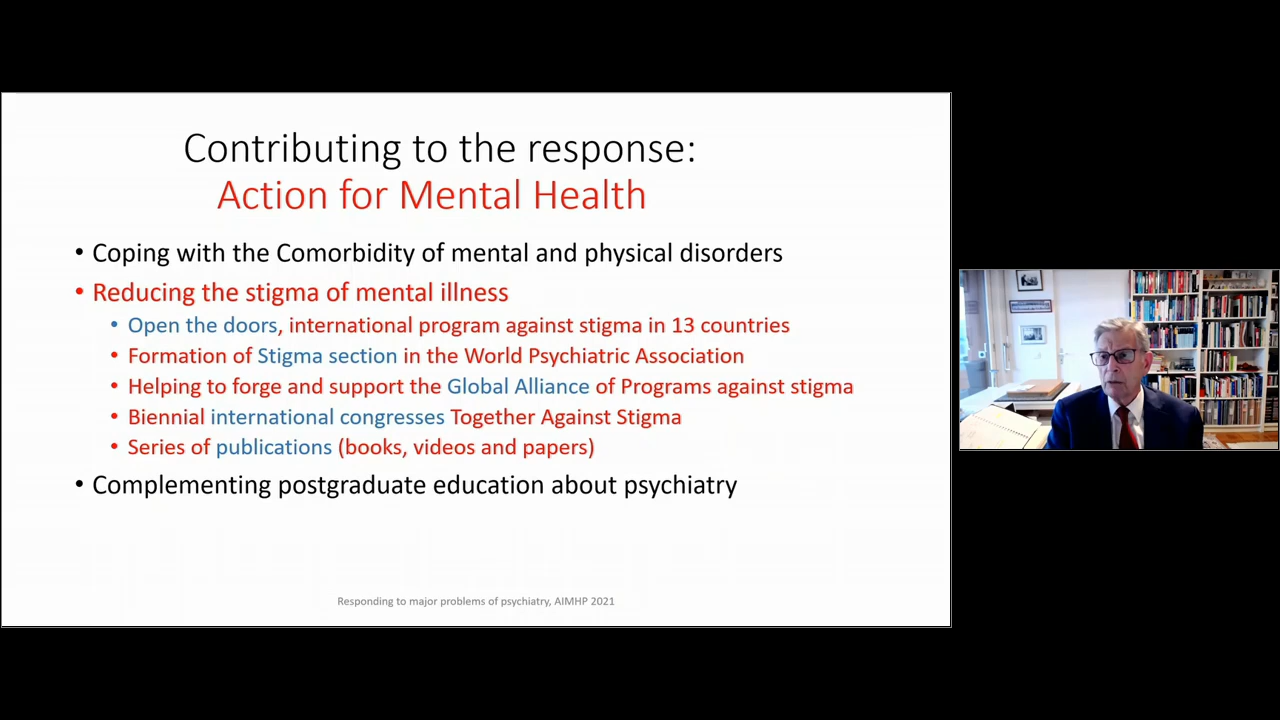 Contributing to the response:
Action for Mental Health
• Coping with the Comorbidity of mental and physical disorders
• Reducing the stigma of mental illness
• Open the doors, international program against stigma in 13 countries
• Formation of Stigma section in the World Psychiatric Association
• Helping to forge and support the Global Alliance of Programs against stigma
• Biennial international congresses Together Against Stigma
• Series of publications (books, videos and papers)
• Complementing postgraduate education about psychiatry
Responding to major problems of psychiatry, AIMHP 2021